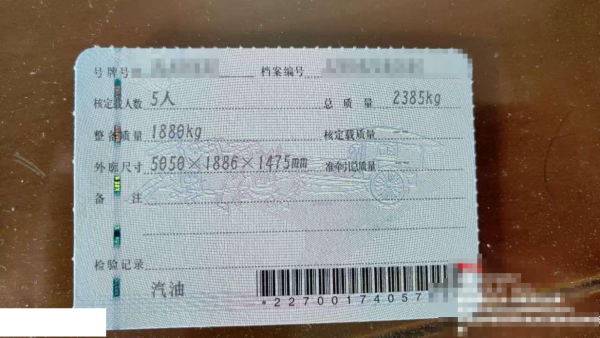 号牌号 档案编号
核定载人数 5人 总质量 2385kg
整备质量 1880kg 核定载质量 --
外廓尺寸 5050×1886×1475mm 准牵引总质量 --
备注
检验记录
汽油
*22700174057